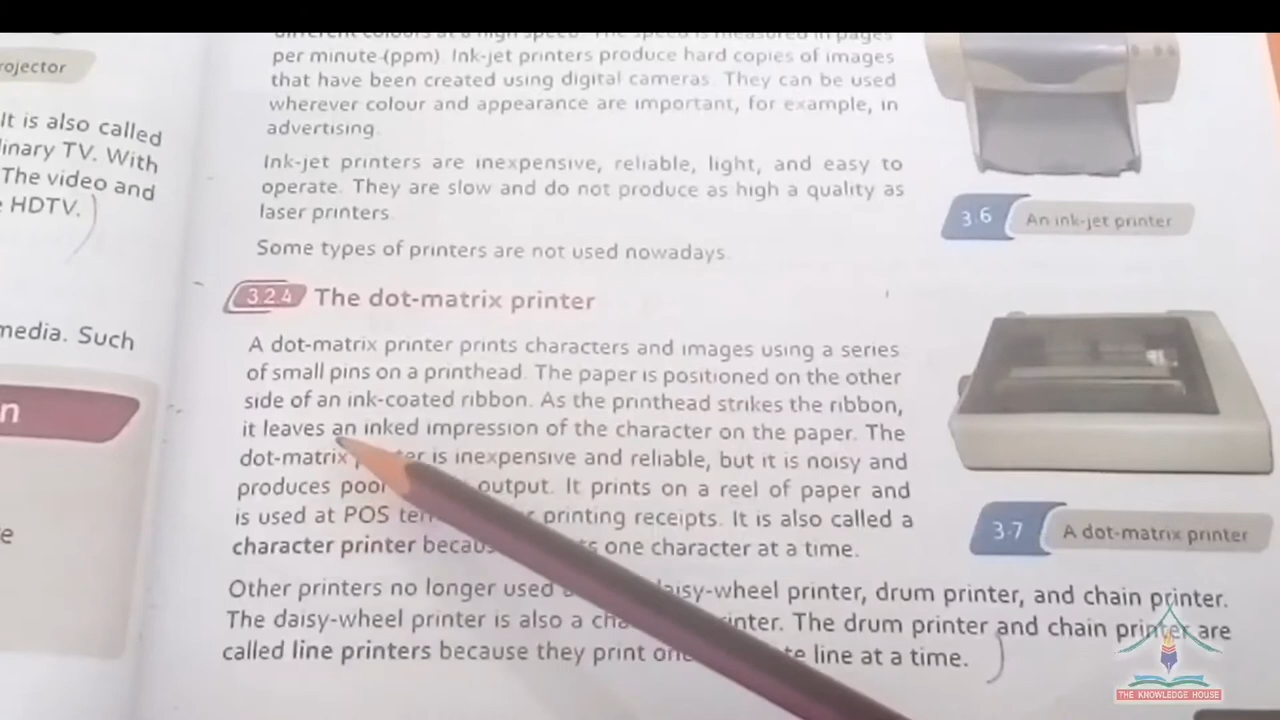 rojector
It is also called
linary TV. With
The video and
HDTV.
media. Such
n
e
different colours at a high speed. The speed is measured in pages
per minute (ppm). Ink-jet printers produce hard copies of images
that have been created using digital cameras. They can be used
wherever colour and appearance are important, for example, in
advertising.
Ink-jet printers are inexpensive, reliable, light, and easy to
operate. They are slow and do not produce as high a quality as
laser printers.
Some types of printers are not used nowadays.
3.6 An ink-jet printer
3.2.4 The dot-matrix printer
A dot-matrix printer prints characters and images using a series
of small pins on a printhead. The paper is positioned on the other
side of an ink-coated ribbon. As the printhead strikes the ribbon,
it leaves an inked impression of the character on the paper. The
dot-matrix is inexpensive and reliable, but it is noisy and
produces poor output. It prints on a reel of paper and
is used at POS printing receipts. It is also called a
character printer one character at a time.
3.7 A dot-matrix printer
Other printers no longer used daisy-wheel printer, drum printer, and chain printer.
The daisy-wheel printer is also a printer. The drum printer and chain printer are
called line printers because they print line at a time.
THE KNOWLEDGE HOUSE